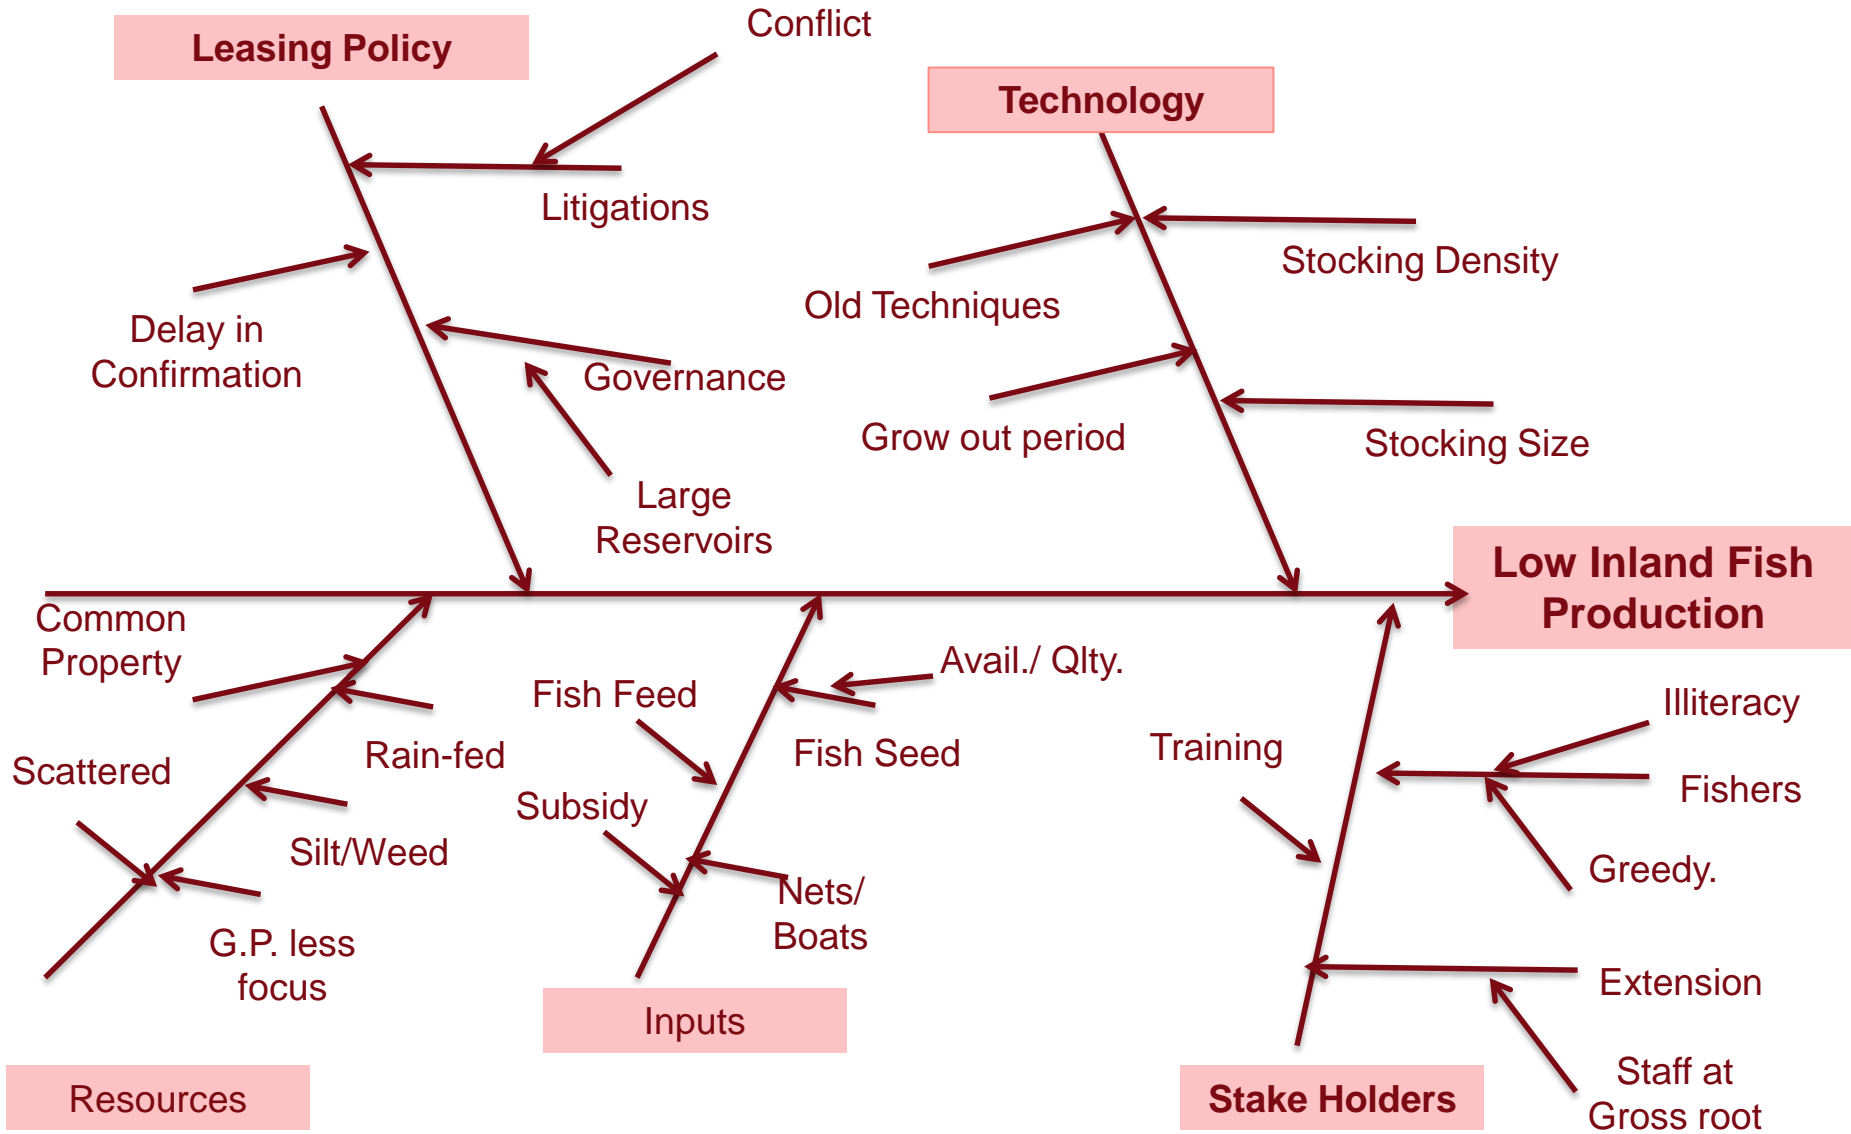 Conflict
Leasing Policy
Technology
Litigations
Stocking Density
Old Techniques
Delay in
Confirmation
Governance
Grow out period
Stocking Size
Large
Reservoirs
Low Inland Fish
Production
Common
Property
Avail./ Qlty.
Fish Feed
Illiteracy
Training
Rain-fed
Fish Seed
Scattered
Fishers
Subsidy
Silt/Weed
Greedy.
Nets/
Boats
G.P. less
focus
Extension
Inputs
Staff at
Gross root
Resources
Stake Holders